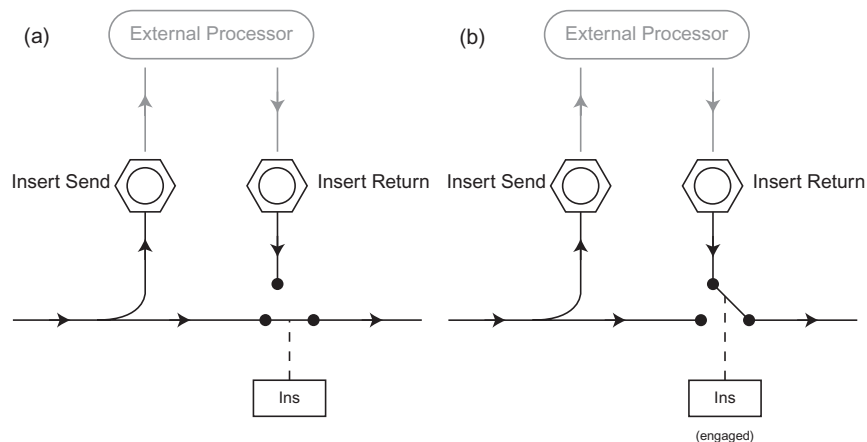 (a)
External Processor
Insert Send
Insert Return
Ins
(b)
External Processor
Insert Send
Insert Return
Ins
(engaged)